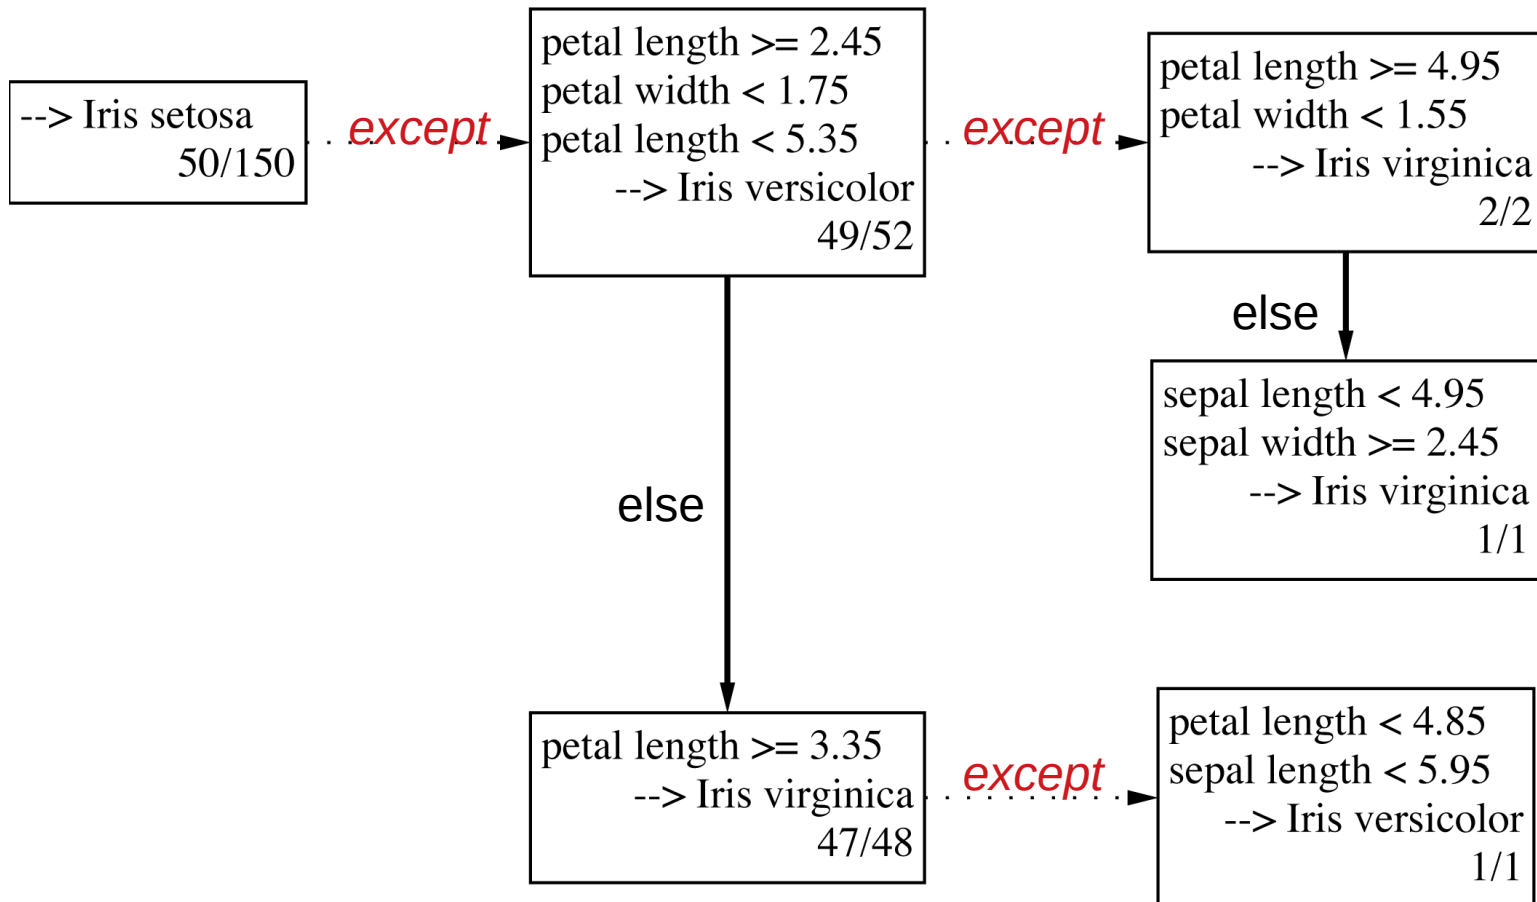 --> Iris setosa
50/150
except
petal length >= 2.45
petal width < 1.75
petal length < 5.35
--> Iris versicolor
49/52
except
petal length >= 4.95
petal width < 1.55
--> Iris virginica
2/2
else
sepal length < 4.95
sepal width >= 2.45
--> Iris virginica
1/1
else
petal length >= 3.35
--> Iris virginica
47/48
except
petal length < 4.85
sepal length < 5.95
--> Iris versicolor
1/1